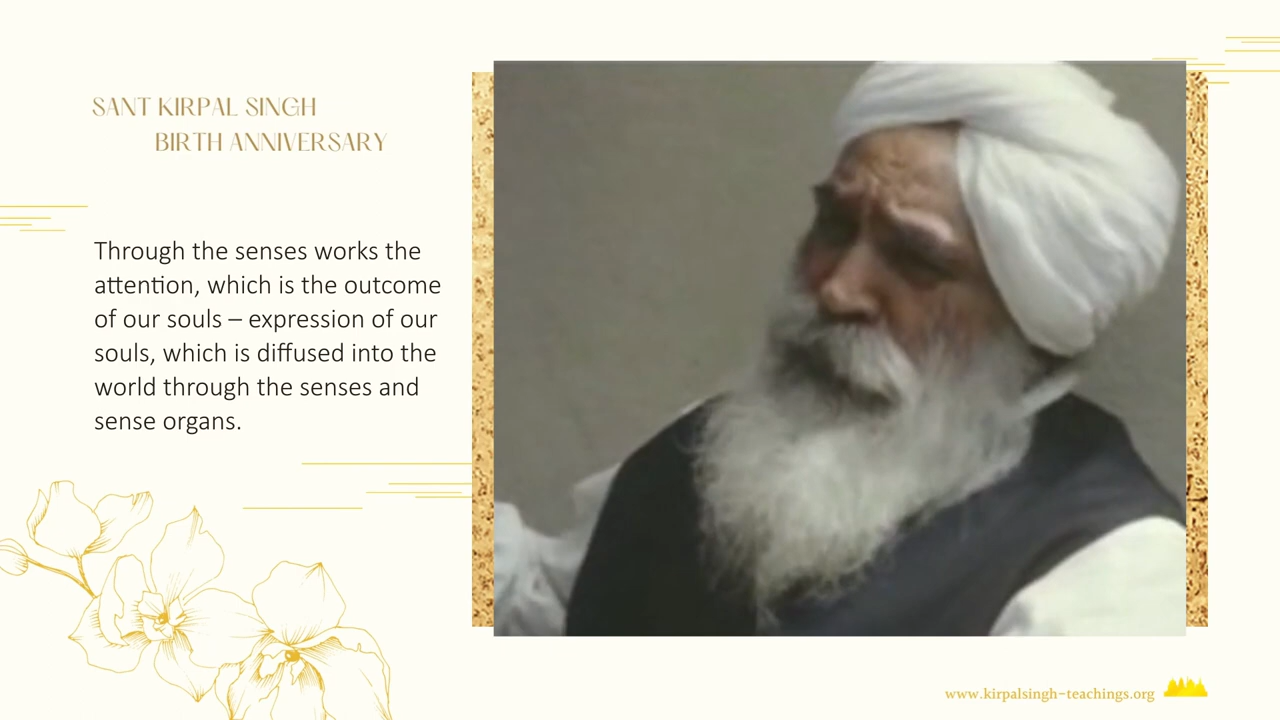 SANT KIRPAL SINGH
BIRTH ANNIVERSARY
Through the senses works the
attention, which is the outcome
of our souls – expression of our
souls, which is diffused into the
world through the senses and
sense organs.
www.kirpalsingh-teachings.org